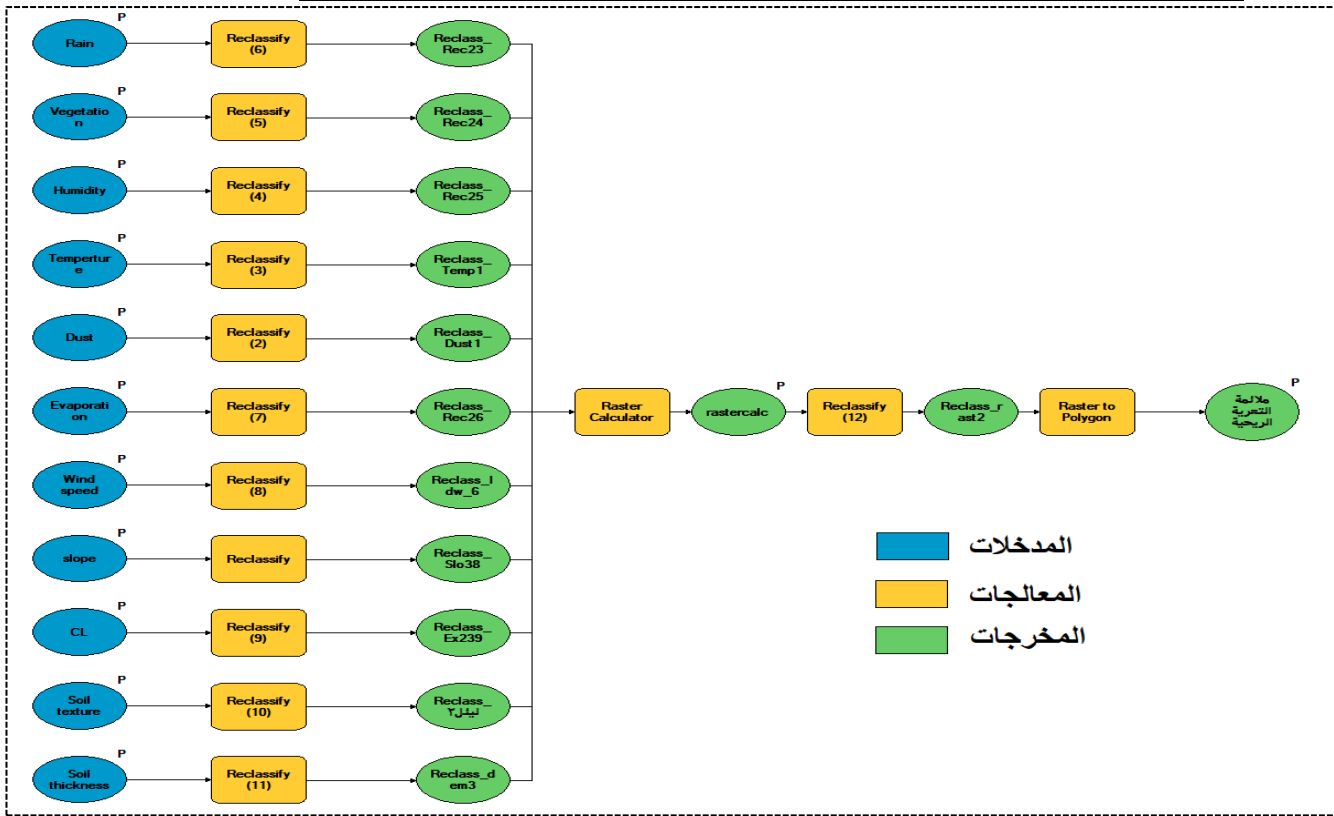 P
Rain
Reclassify
(6)
Reclass_
Rec23
P
Vegetatio
n
Reclassify
(5)
Reclass_
Rec24
P
Humidity
Reclassify
(4)
Reclass_
Rec25
P
Tempertur
e
Reclassify
(3)
Reclass_
Temp1
P
Dust
Reclassify
(2)
Reclass_
Dust1
P
Evaporati
on
Reclassify
(7)
Reclass_
Rec26
Raster
Calculator
P
rastercalc
Reclassify
(12)
Reclass_r
ast2
Raster to
Polygon
P
ملائمة
التعرية
الريحية
P
Wind
speed
Reclassify
(8)
Reclass_I
dw_6
P
slope
Reclassify
Reclass_
Slo38
P
CL
Reclassify
(9)
Reclass_
Ex239
P
Soil
texture
Reclassify
(10)
Reclass_
P
Soil
thickness
Reclassify
(11)
Reclass_d
em3
المدخلات
المعالجات
المخرجات